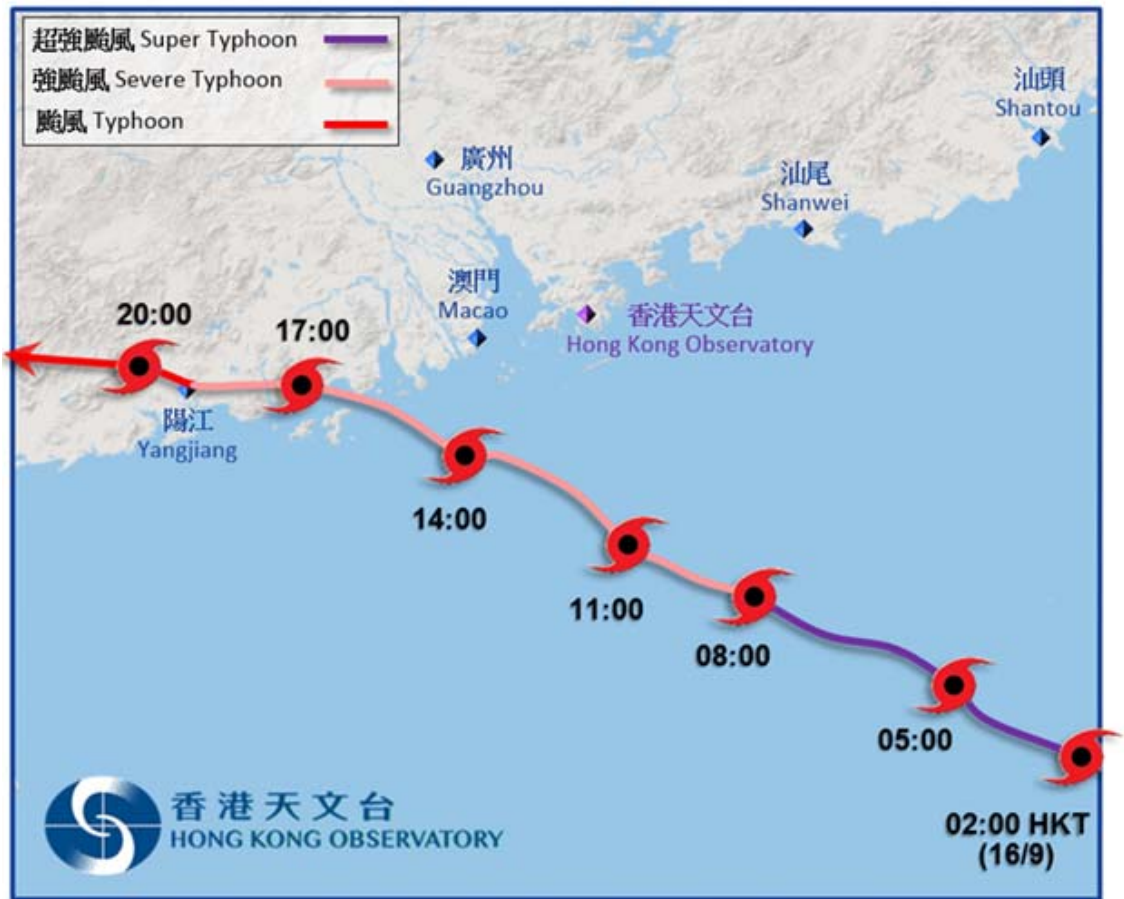 超強颱風 Super Typhoon
強颱風 Severe Typhoon
颱風 Typhoon
汕頭
Shantou
廣州
Guangzhou
汕尾
Shanwei
澳門
Macao
香港天文台
Hong Kong Observatory
20:00
17:00
陽江
Yangjiang
14:00
11:00
08:00
05:00
02:00 HKT
(16/9)
香港天文台
HONG KONG OBSERVATORY